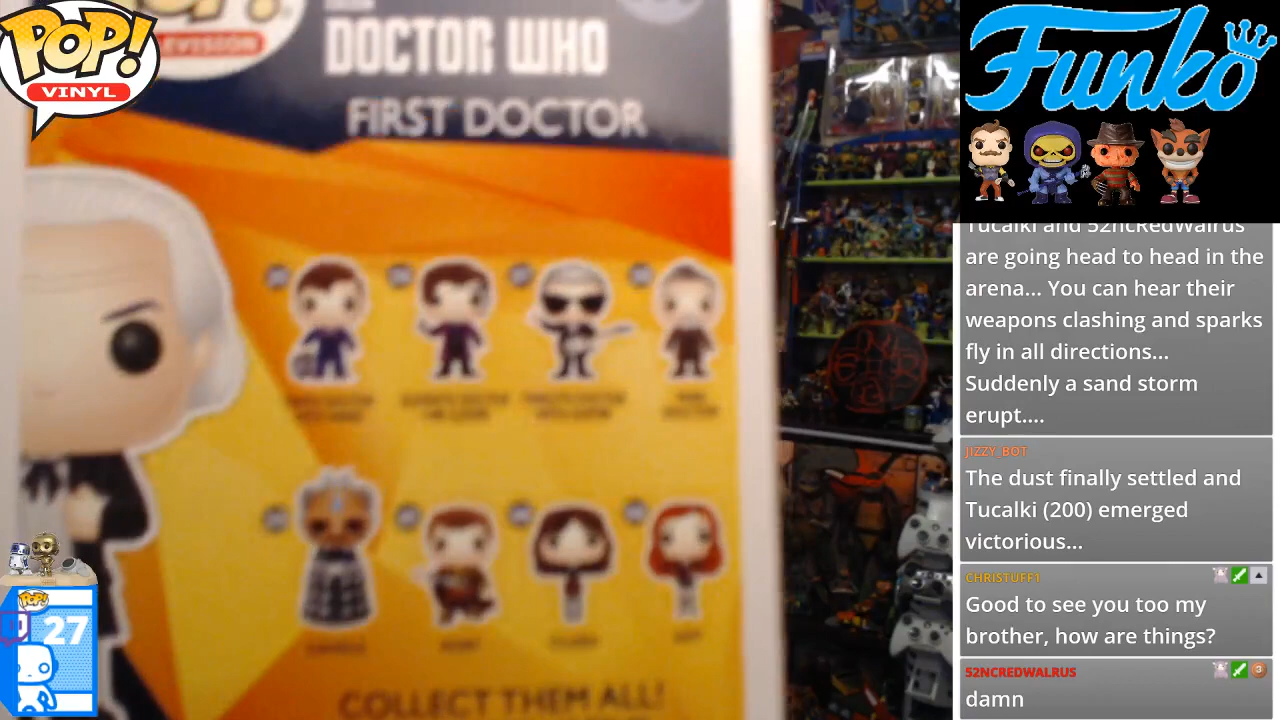 POP!
VINYL
DOCTOR WHO
FIRST DOCTOR
COLLECT THEM ALL!
POP!
27
Funko
Tucalki and 52ncRedWalrus
are going head to head in the
arena... You can hear their
weapons clashing and sparks
fly in all directions...
Suddenly a sand storm
erupt....
JIZZY_BOT
The dust finally settled and
Tucalki (200) emerged
victorious...
CHRISTUFF1
Good to see you too my
brother, how are things?
52NCREDWALRUS
3
damn